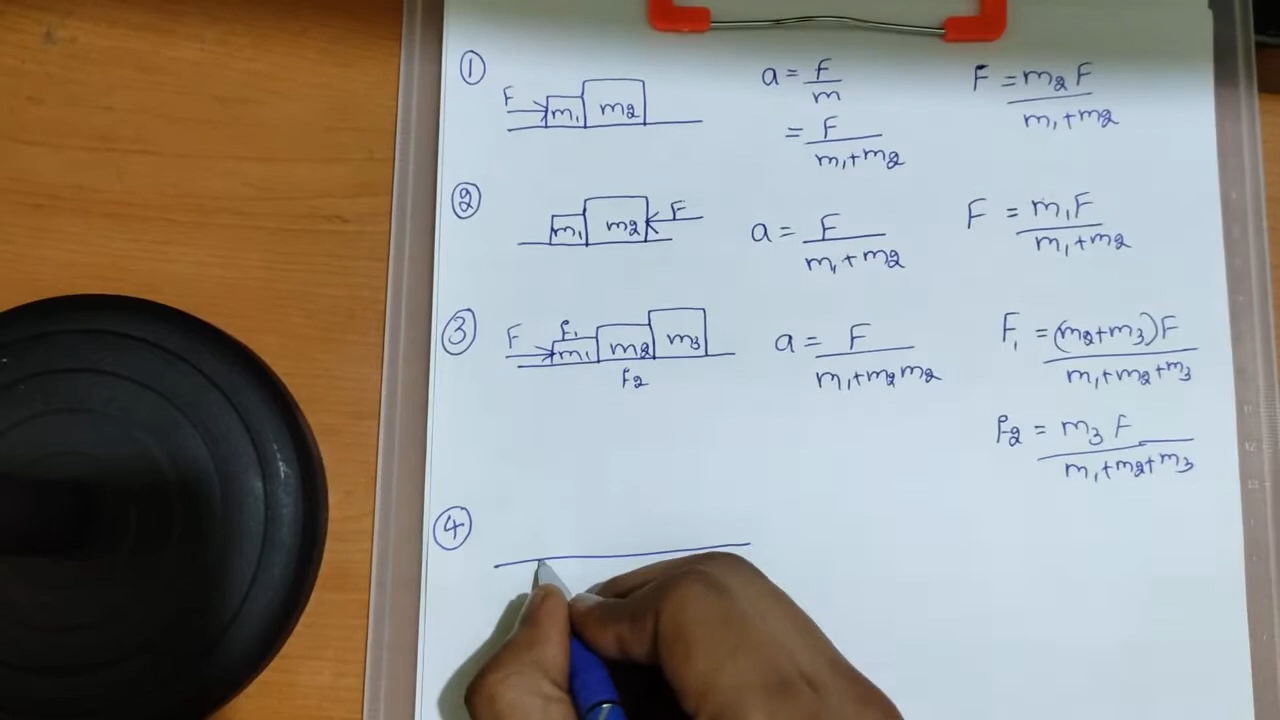 ①
F
m₁ m₂
a = F/m
= F/(m₁+m₂)
F = m₂F/(m₁+m₂)
②
m₁ m₂ F
a = F/(m₁+m₂)
F = m₁F/(m₁+m₂)
③
F f₁
m₁ m₂ m₃
f₂
a = F/(m₁+m₂m₂)
F₁ = (m₂+m₃)F/(m₁+m₂+m₃)
f₂ = m₃F/(m₁+m₂+m₃)
④